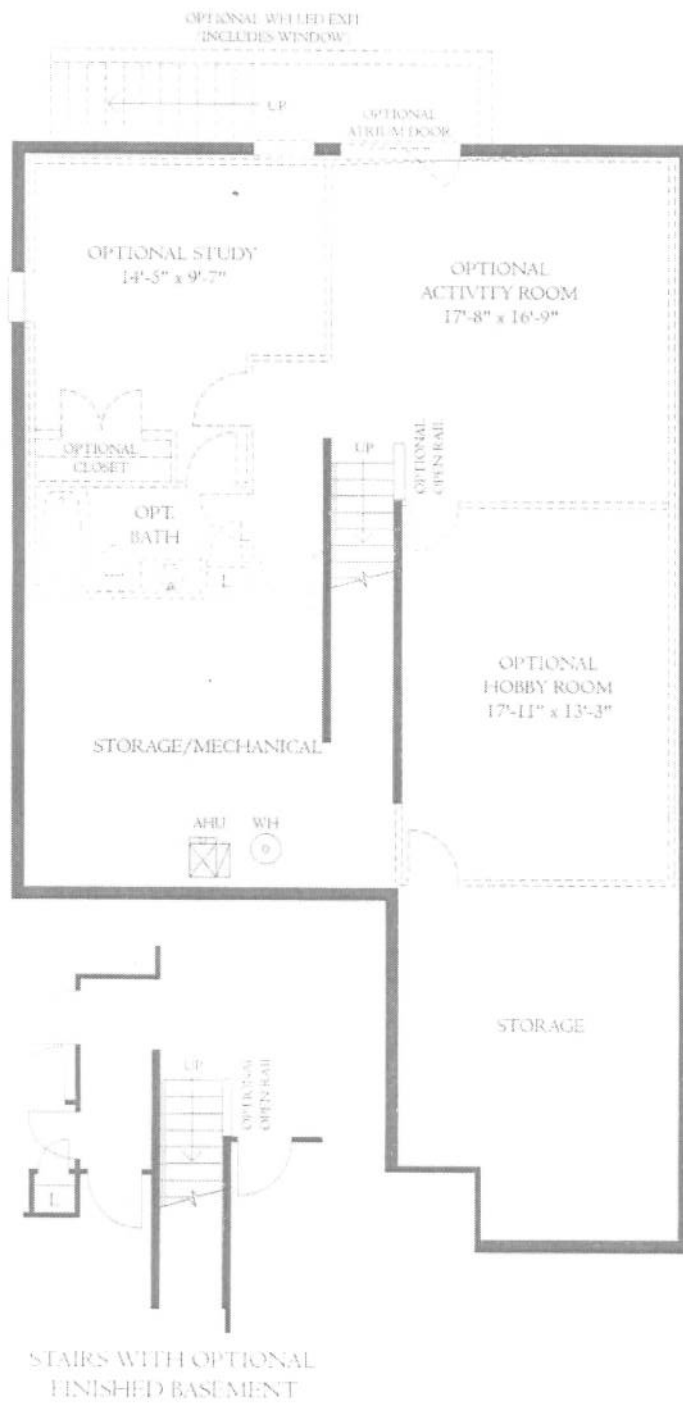 OPTIONAL WELLED EXIT
INCLUDES WINDOW
UP
OPTIONAL
ATRIUM DOOR
OPTIONAL STUDY
14'-5" x 9'-7"
OPTIONAL
ACTIVITY ROOM
17'-8" x 16'-9"
OPTIONAL
CLOSET
UP
OPTIONAL
OPEN RAIL
OPT.
BATH
L
L
OPTIONAL
HOBBY ROOM
17'-11" x 13'-3"
STORAGE/MECHANICAL
AHU
WH
STORAGE
UP
OPTIONAL
OPEN RAIL
L
STAIRS WITH OPTIONAL
FINISHED BASEMENT